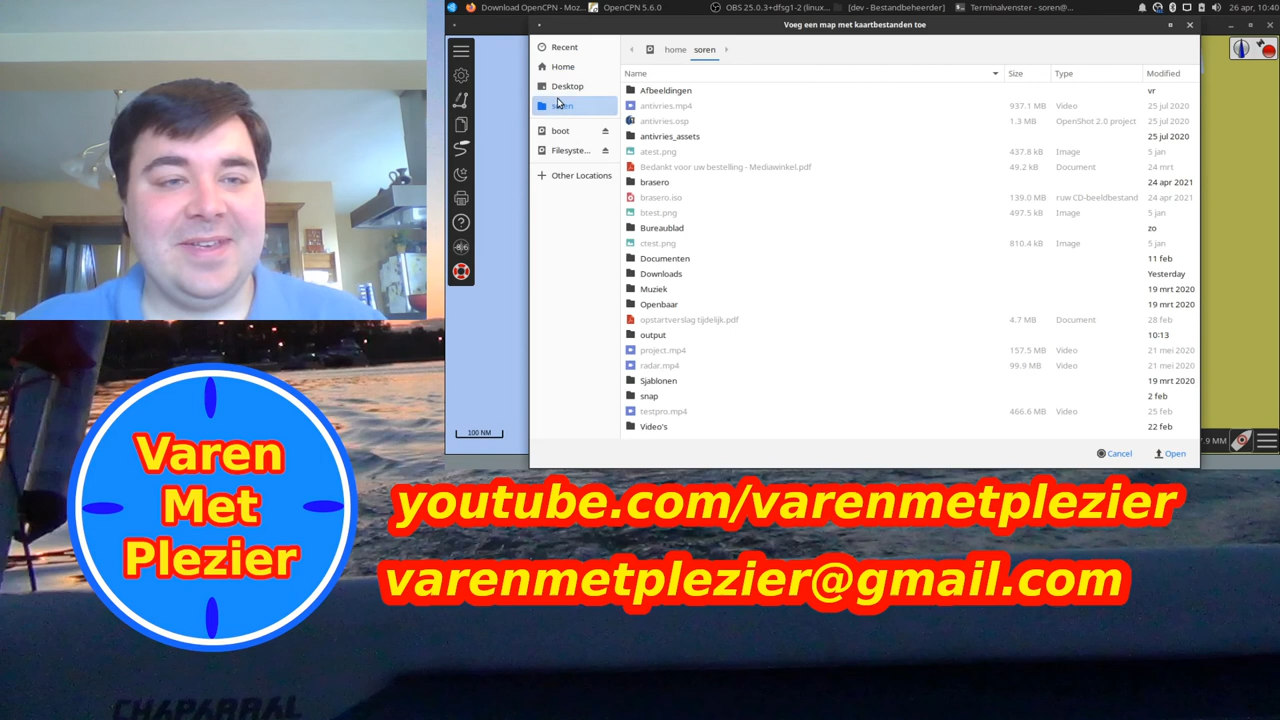 Download OpenCPN - Moz...
OpenCPN 5.6.0
OBS 25.0.3+dfsg1-2 (linux...
[dev - Bestandbeheerder]
Terminalvenster - soren@...
26 apr, 10:40
Voeg een map met kaartbestanden toe
Recent
Home
Desktop
soren
boot
Filesyste...
Other Locations
home
soren
Name
Size
Type
Modified
Afbeeldingen
vr
antivries.mp4
937.1 MB
Video
25 jul 2020
antivries.osp
1.3 MB
OpenShot 2.0 project
25 jul 2020
antivries_assets
25 jul 2020
atest.png
437.8 kB
Image
5 jan
Bedankt voor uw bestelling - Mediawinkel.pdf
49.2 kB
Document
24 mrt
brasero
24 apr 2021
brasero.iso
139.0 MB
ruw CD-beeldbestand
24 apr 2021
btest.png
497.5 kB
Image
5 jan
Bureaublad
zo
ctest.png
810.4 kB
Image
5 jan
Documenten
11 feb
Downloads
Yesterday
Muziek
19 mrt 2020
Openbaar
19 mrt 2020
opstartverslag tijdelijk.pdf
4.7 MB
Document
28 feb
output
10:13
project.mp4
157.5 MB
Video
21 mei 2020
radar.mp4
99.9 MB
Video
21 mei 2020
Sjablonen
19 mrt 2020
snap
2 feb
testpro.mp4
466.6 MB
Video
25 feb
Video's
22 feb
Cancel
Open
100 NM
7.9 MM
Varen
Met
Plezier
youtube.com/varenmetplezier
varenmetplezier@gmail.com
CHAPARRAL